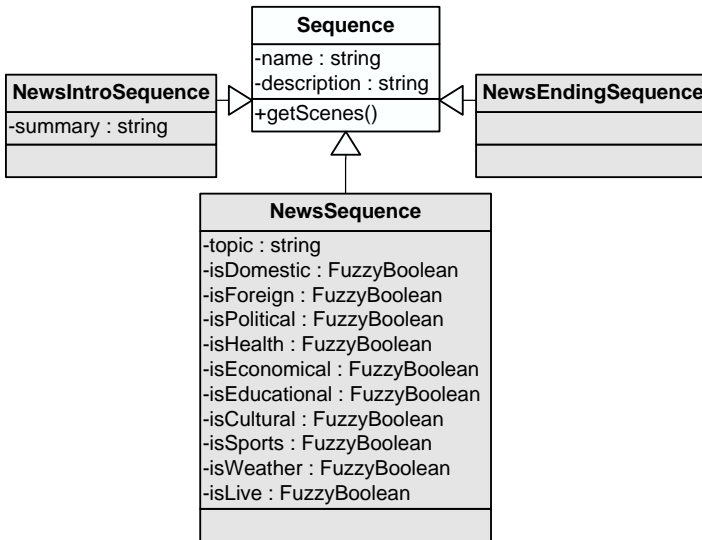 Sequence
-name : string
-description : string
+getScenes()
NewsIntroSequence
-summary : string
NewsEndingSequence
NewsSequence
-topic : string
-isDomestic : FuzzyBoolean
-isForeign : FuzzyBoolean
-isPolitical : FuzzyBoolean
-isHealth : FuzzyBoolean
-isEconomical : FuzzyBoolean
-isEducational : FuzzyBoolean
-isCultural : FuzzyBoolean
-isSports : FuzzyBoolean
-isWeather : FuzzyBoolean
-isLive : FuzzyBoolean